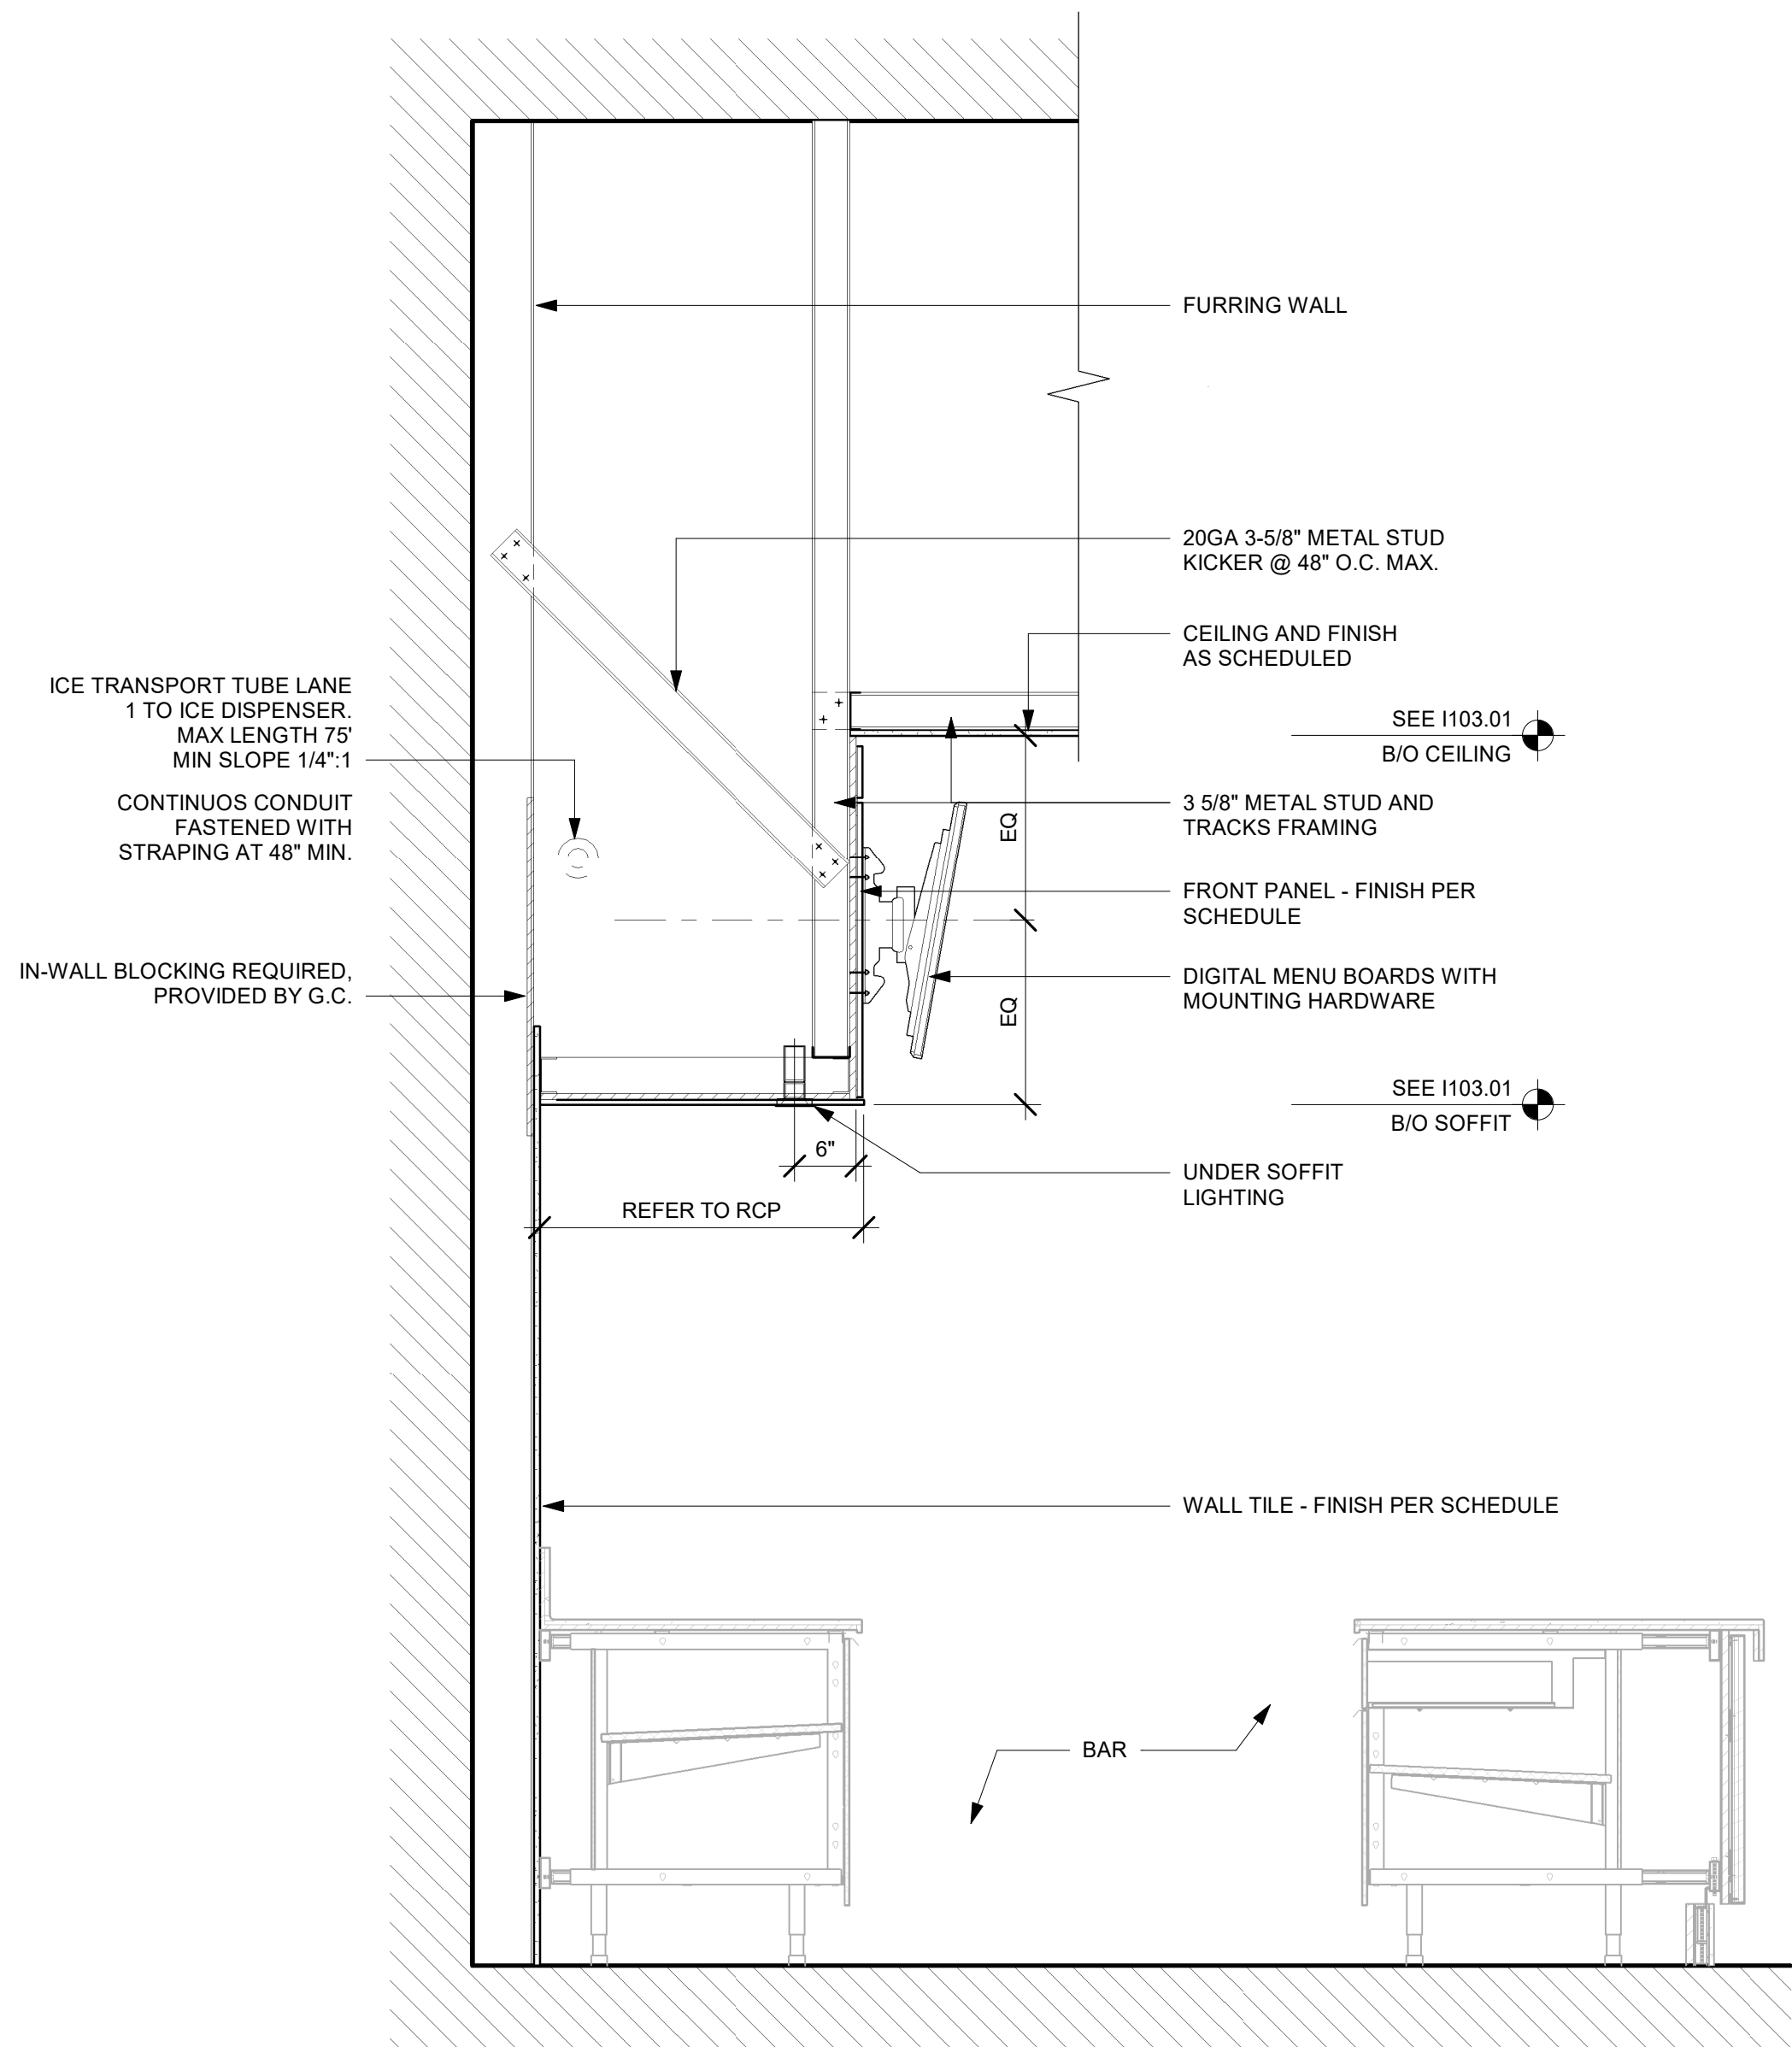 FURRING WALL
20GA 3-5/8" METAL STUD
KICKER @ 48" O.C. MAX.
CEILING AND FINISH
AS SCHEDULED
ICE TRANSPORT TUBE LANE
1 TO ICE DISPENSER.
MAX LENGTH 75'
MIN SLOPE 1/4":1
CONTINUOS CONDUIT
FASTENED WITH
STRAPING AT 48" MIN.
SEE I103.01
B/O CEILING
3 5/8" METAL STUD AND
TRACKS FRAMING
EQ
FRONT PANEL - FINISH PER
SCHEDULE
IN-WALL BLOCKING REQUIRED,
PROVIDED BY G.C.
DIGITAL MENU BOARDS WITH
MOUNTING HARDWARE
EQ
SEE I103.01
B/O SOFFIT
6"
UNDER SOFFIT
LIGHTING
REFER TO RCP
WALL TILE - FINISH PER SCHEDULE
BAR